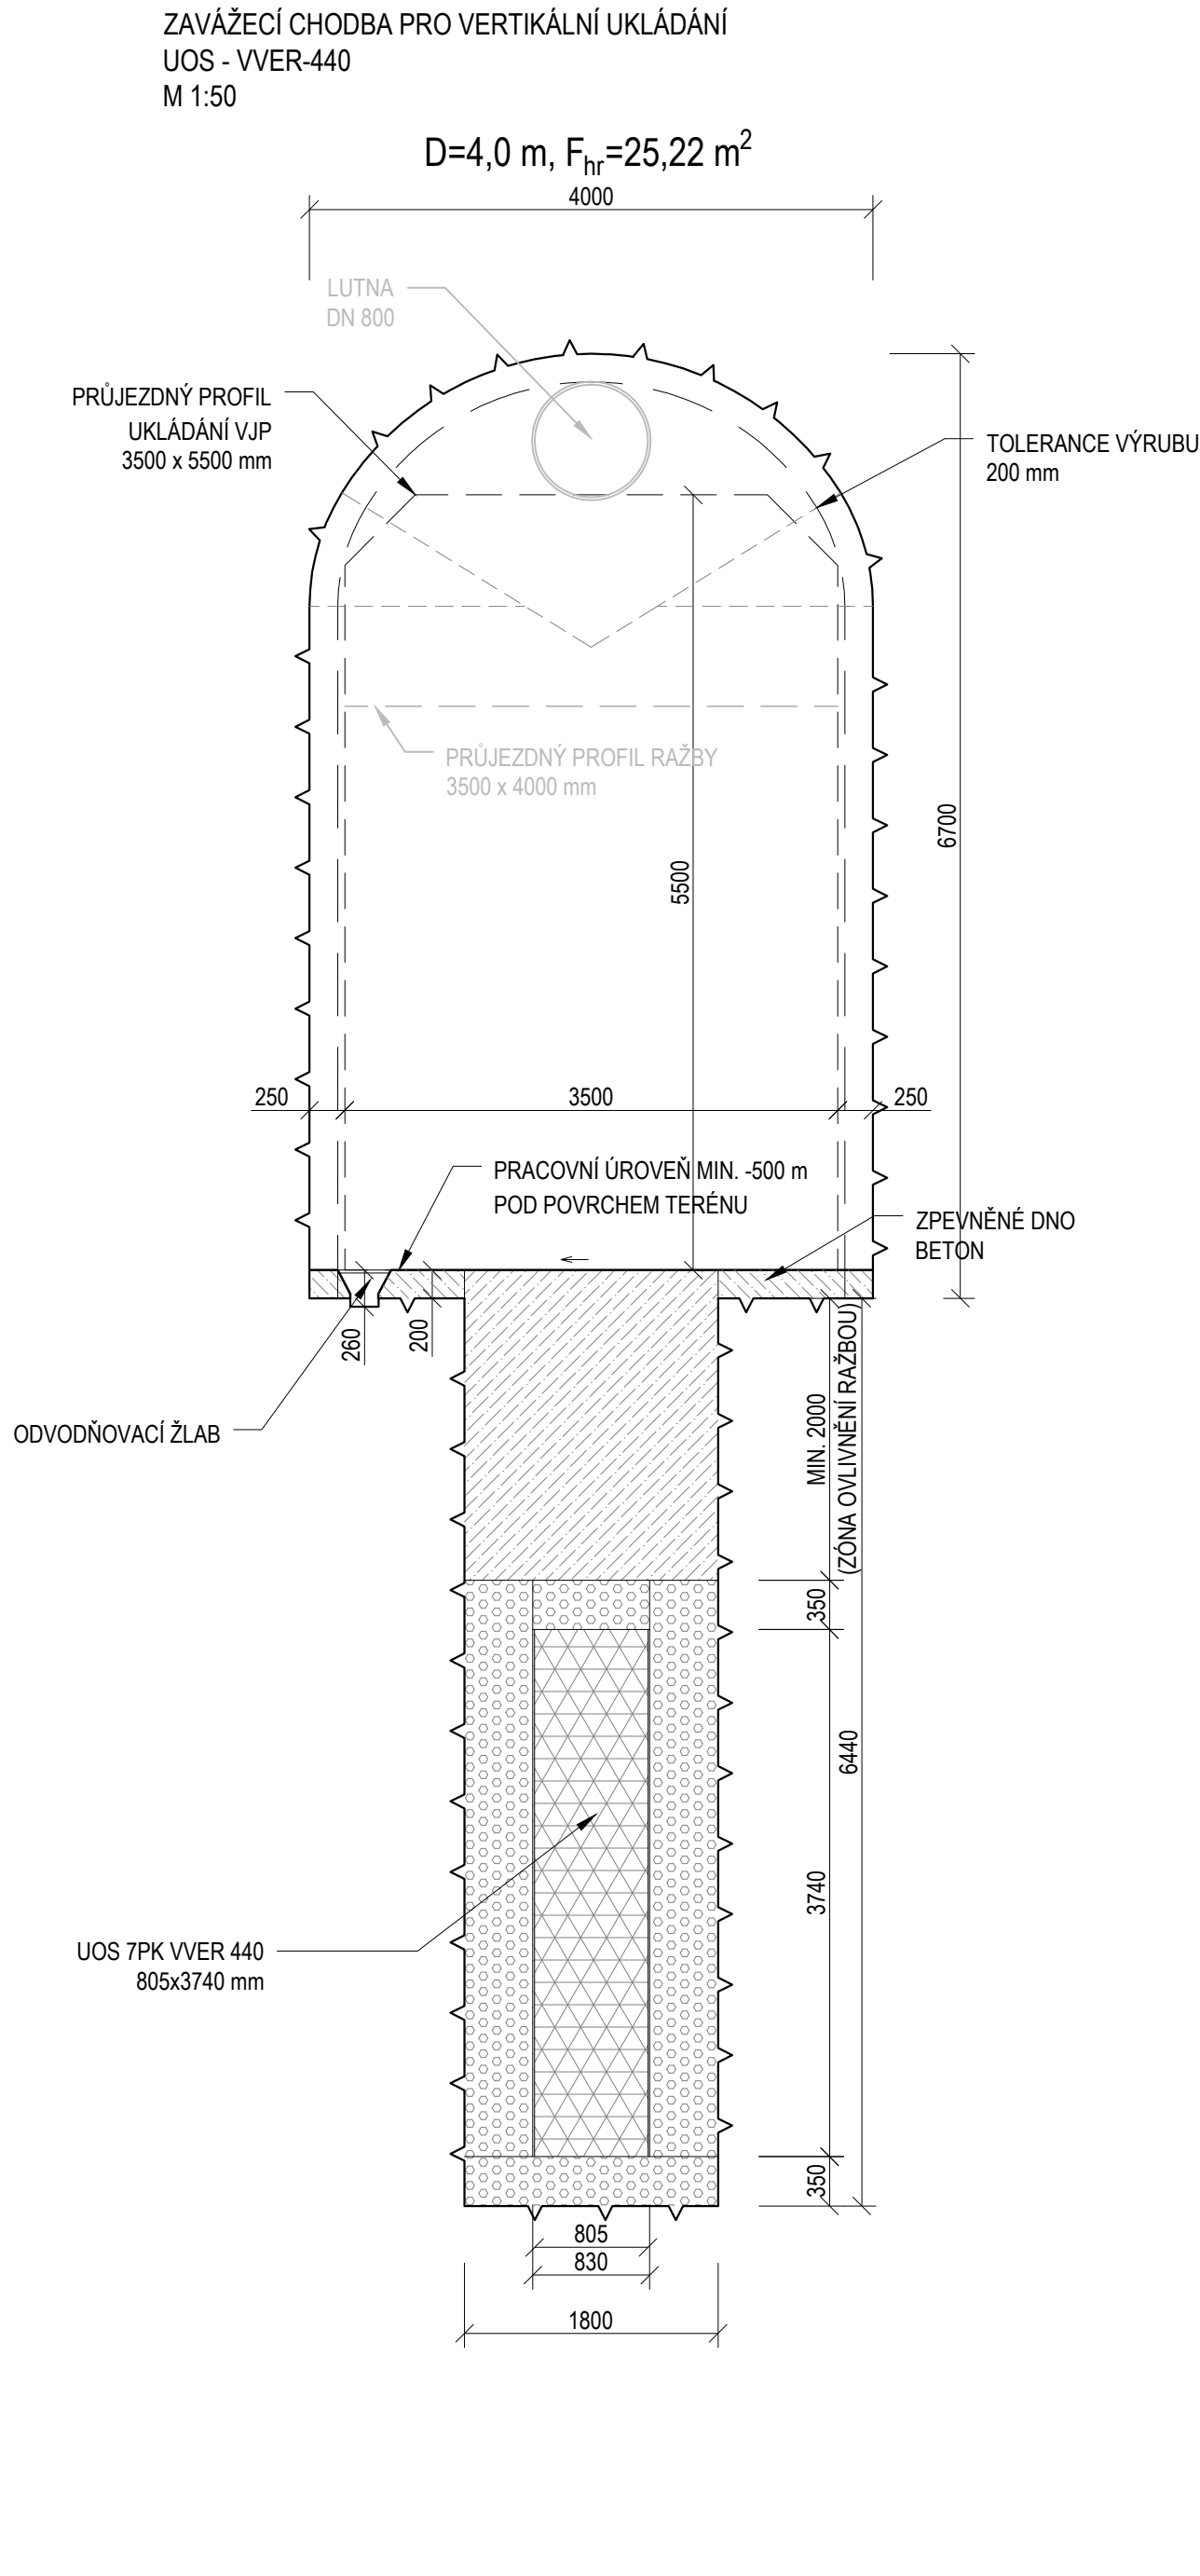 ZAVÁŽECÍ CHODBA PRO VERTIKÁLNÍ UKLÁDÁNÍ
UOS - VVER-440
M 1:50
D=4,0 m, Fhr=25,22 m²
4000
LUTNA
DN 800
PRŮJEZDNÝ PROFIL
UKLÁDÁNÍ VJP
3500 x 5500 mm
TOLERANCE VÝRUBU
200 mm
PRŮJEZDNÝ PROFIL RAŽBY
3500 x 4000 mm
6700
5500
250
3500
250
PRACOVNÍ ÚROVEŇ MIN. -500 m
POD POVRCHEM TERÉNU
ZPEVNĚNÉ DNO
BETON
260
200
ODVODŇOVACÍ ŽLAB
MIN. 2000
(ZÓNA OVLIVNĚNÍ RAŽBOU)
350
6440
3740
UOS 7PK VVER 440
805x3740 mm
350
805
830
1800